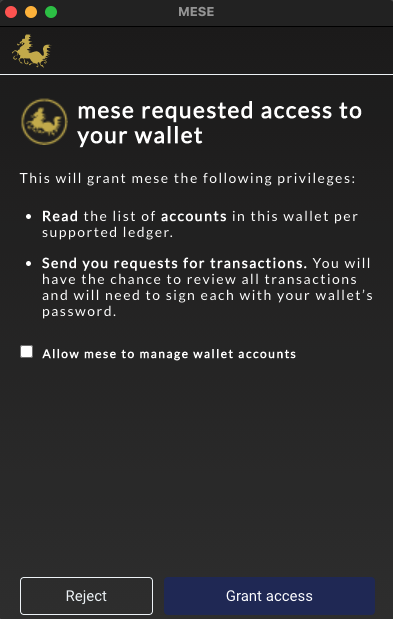 MESE
mese requested access to
your wallet
This will grant mese the following privileges:
• Read the list of accounts in this wallet per
supported ledger.
• Send you requests for transactions. You will
have the chance to review all transactions
and will need to sign each with your wallet’s
password.
Allow mese to manage wallet accounts
Reject
Grant access